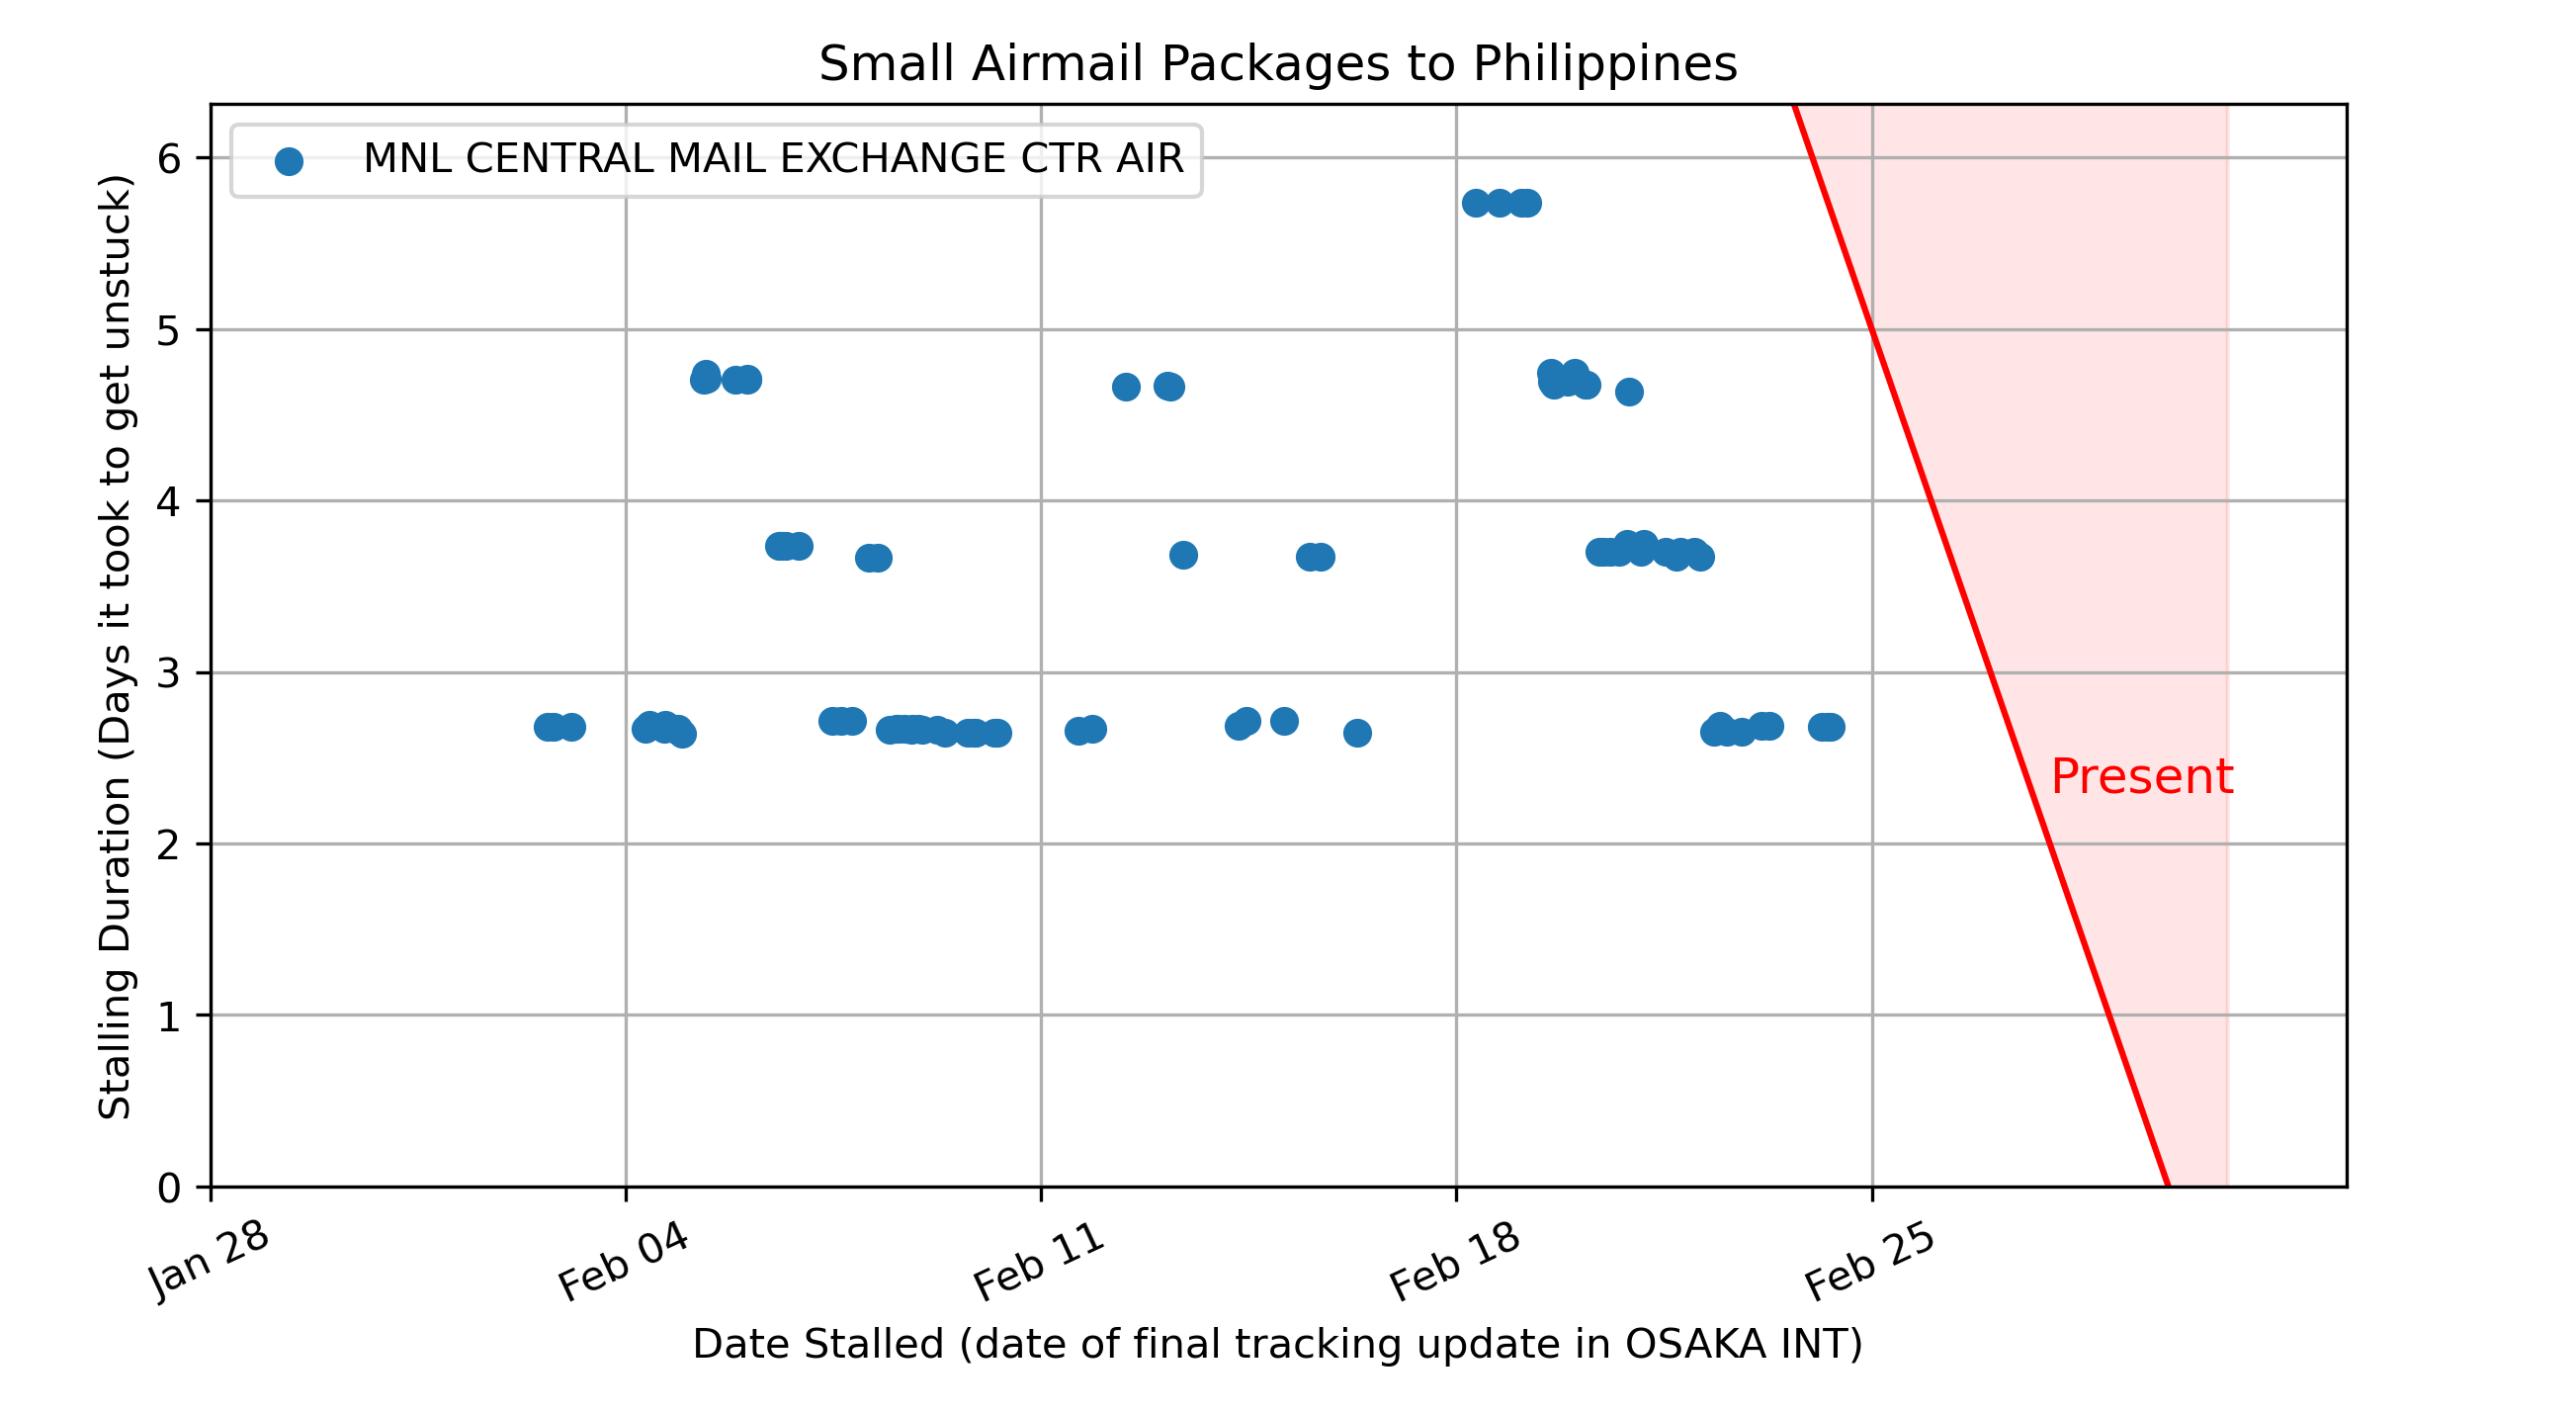 Small Airmail Packages to Philippines
MNL CENTRAL MAIL EXCHANGE CTR AIR
Stalling Duration (Days it took to get unstuck)
6
5
4
3
2
1
0
Present
Jan 28
Feb 04
Feb 11
Feb 18
Feb 25
Date Stalled (date of final tracking update in OSAKA INT)